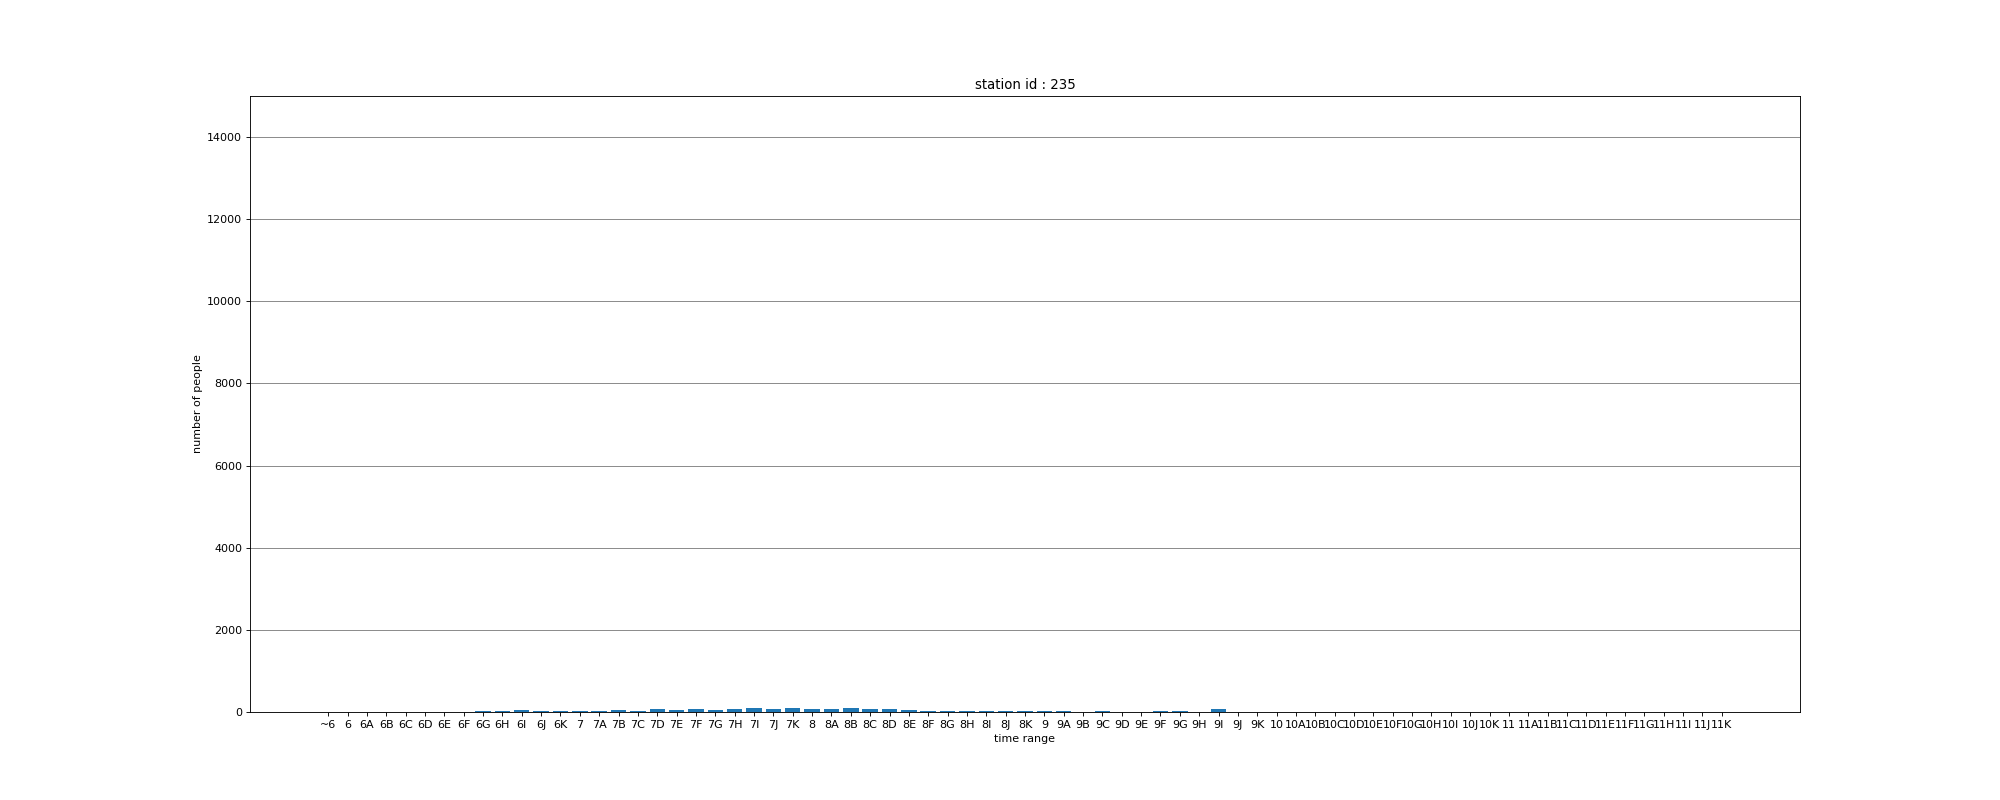 station id : 235
14000
12000
10000
8000
6000
4000
2000
0
number of people
~6 6 6A 6B 6C 6D 6E 6F 6G 6H 6I 6J 6K 7 7A 7B 7C 7D 7E 7F 7G 7H 7I 7J 7K 8 8A 8B 8C 8D 8E 8F 8G 8H 8I 8J 8K 9 9A 9B 9C 9D 9E 9F 9G 9H 9I 9J 9K 10 10A 10B 10C 10D 10E 10F 10G 10H 10I 10J 10K 11 11A 11B 11C 11D 11E 11F 11G 11H 11I 11J 11K
time range